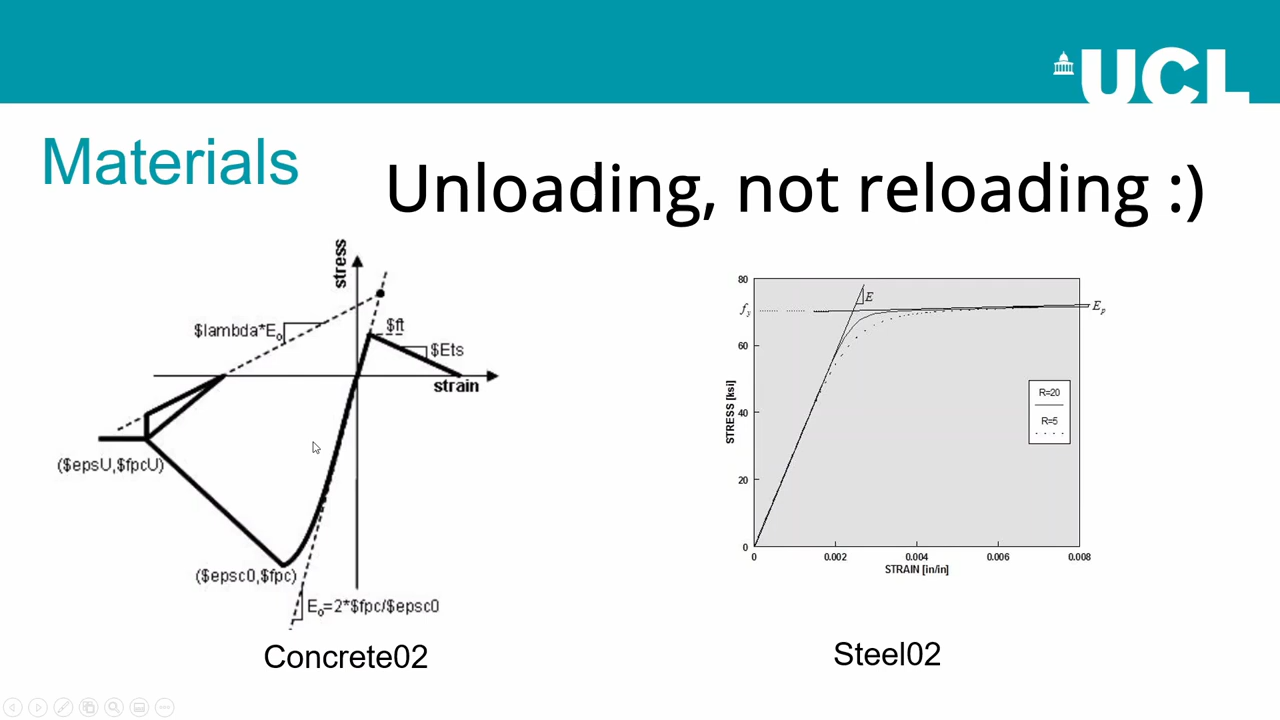 UCL
Materials
Unloading, not reloading :)
stress
$lambda*E₀
$ft
$Ets
strain
($epsU,$fpcU)
($epsc0,$fpc)
E₀=2*$fpc/$epsc0
Concrete02
80
60
40
20
0
STRESS [ksi]
fy
E
Ep
R=20
R=5
0
0.002
0.004
0.006
0.008
STRAIN [in/in]
Steel02